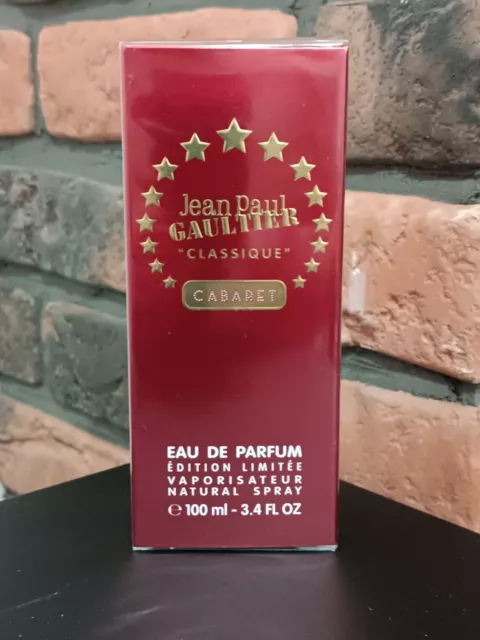 Jean Paul
GAULTIER
"CLASSIQUE"
CABARET
EAU DE PARFUM
ÉDITION LIMITÉE
VAPORISATEUR
NATURAL SPRAY
℮ 100 ml - 3.4 FL OZ